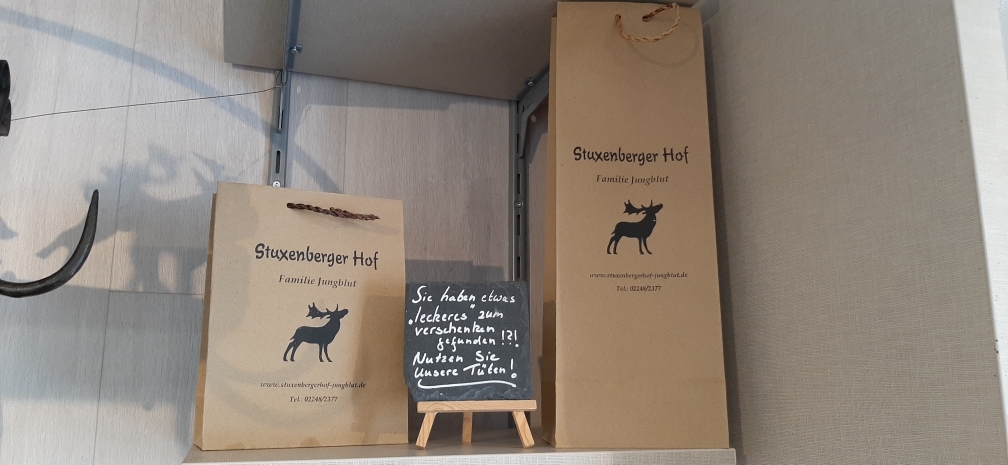 Stuxenberger Hof
Familie Jungblut
www.stuxenbergerhof-jungblut.de
Tel.: 02248/2377
Sie haben etwas
„leckeres" zum
verschenken
gefunden !?!
Nutzen Sie
Unsere Tüten!
Stuxenberger Hof
Familie Jungblut
www.stuxenbergerhof-jungblut.de
Tel.: 02248/2377